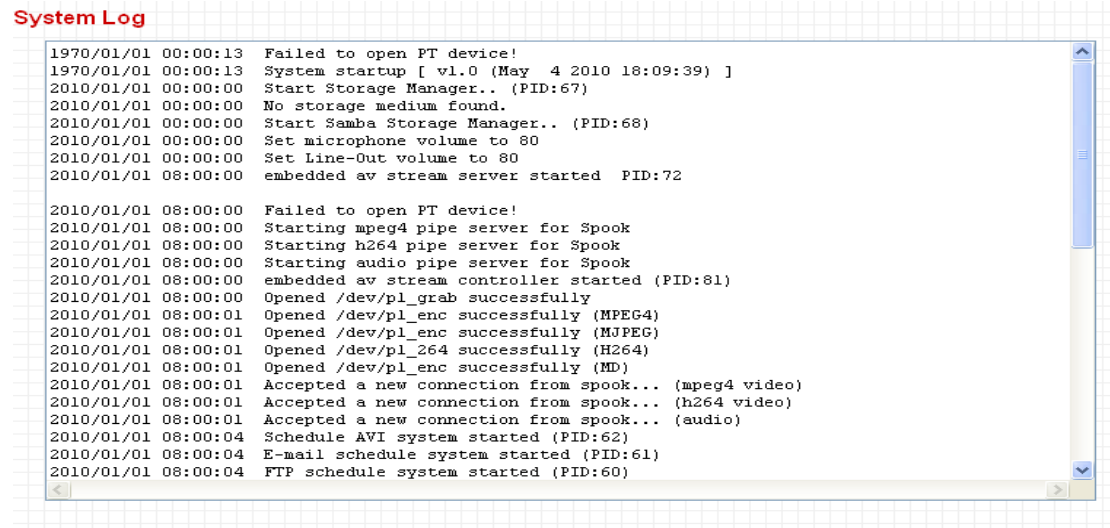 System Log
1970/01/01 00:00:13  Failed to open PT device!
1970/01/01 00:00:13  System startup [ v1.0 (May  4 2010 18:09:39) ]
2010/01/01 00:00:00  Start Storage Manager.. (PID:67)
2010/01/01 00:00:00  No storage medium found.
2010/01/01 00:00:00  Start Samba Storage Manager.. (PID:68)
2010/01/01 00:00:00  Set microphone volume to 80
2010/01/01 00:00:00  Set Line-Out volume to 80
2010/01/01 08:00:00  embedded av stream server started  PID:72
2010/01/01 08:00:00  Failed to open PT device!
2010/01/01 08:00:00  Starting mpeg4 pipe server for Spook
2010/01/01 08:00:00  Starting h264 pipe server for Spook
2010/01/01 08:00:00  Starting audio pipe server for Spook
2010/01/01 08:00:00  embedded av stream controller started (PID:81)
2010/01/01 08:00:00  Opened /dev/pl_grab successfully
2010/01/01 08:00:01  Opened /dev/pl_enc successfully (MPEG4)
2010/01/01 08:00:01  Opened /dev/pl_enc successfully (MJPEG)
2010/01/01 08:00:01  Opened /dev/pl_264 successfully (H264)
2010/01/01 08:00:01  Opened /dev/pl_enc successfully (MD)
2010/01/01 08:00:01  Accepted a new connection from spook... (mpeg4 video)
2010/01/01 08:00:01  Accepted a new connection from spook... (h264 video)
2010/01/01 08:00:01  Accepted a new connection from spook... (audio)
2010/01/01 08:00:04  Schedule AVI system started (PID:62)
2010/01/01 08:00:04  E-mail schedule system started (PID:61)
2010/01/01 08:00:04  FTP schedule system started (PID:60)